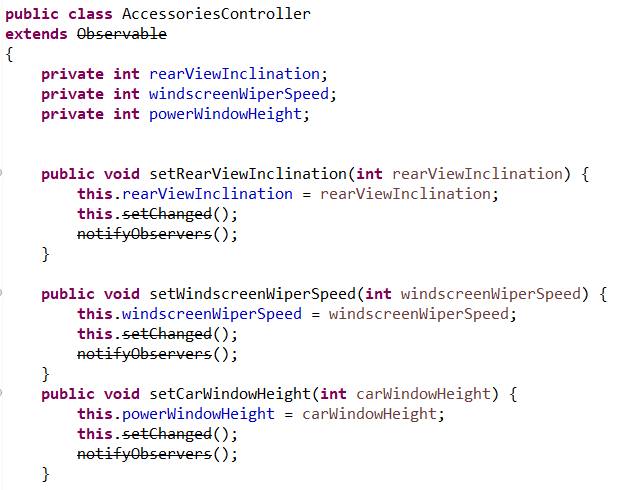 public class AccessoriesController
extends Observable
{
    private int rearViewInclination;
    private int windscreenWiperSpeed;
    private int powerWindowHeight;
    public void setRearViewInclination(int rearViewInclination) {
        this.rearViewInclination = rearViewInclination;
        this.setChanged();
        notifyObservers();
    }
    public void setWindscreenWiperSpeed(int windscreenWiperSpeed) {
        this.windscreenWiperSpeed = windscreenWiperSpeed;
        this.setChanged();
        notifyObservers();
    }
    public void setCarWindowHeight(int carWindowHeight) {
        this.powerWindowHeight = carWindowHeight;
        this.setChanged();
        notifyObservers();
    }